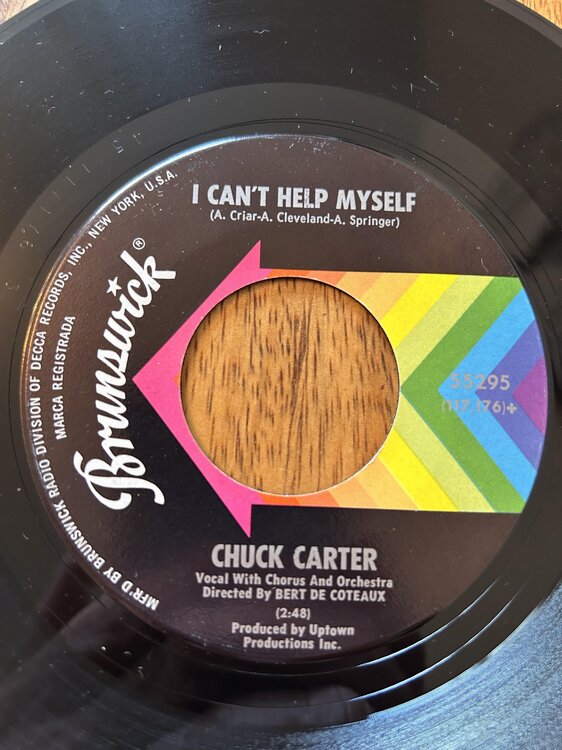 I CAN'T HELP MYSELF
(A. Criar-A. Cleveland-A. Springer)
Brunswick®
MFR'D BY BRUNSWICK RADIO DIVISION OF DECCA RECORDS, INC., NEW YORK, U.S.A.
MARCA REGISTRADA
55295
(117 176)✢
CHUCK CARTER
Vocal With Chorus And Orchestra
Directed By BERT DE COTEAUX
(2:48)
Produced by Uptown
Productions Inc.